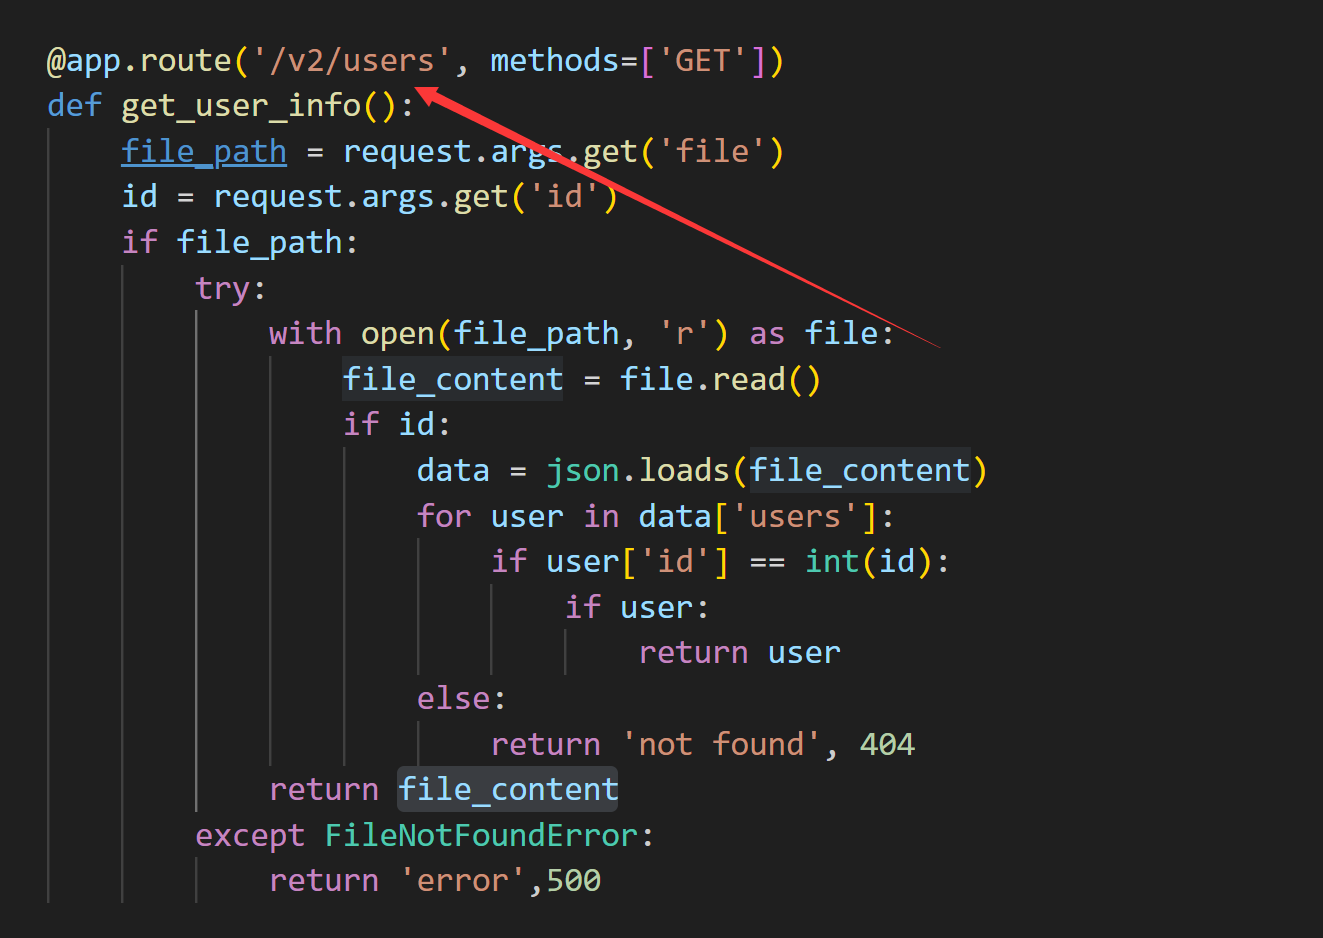 @app.route('/v2/users', methods=['GET'])
def get_user_info():
    file_path = request.args.get('file')
    id = request.args.get('id')
    if file_path:
        try:
            with open(file_path, 'r') as file:
                file_content = file.read()
                if id:
                    data = json.loads(file_content)
                    for user in data['users']:
                        if user['id'] == int(id):
                            if user:
                                return user
                    else:
                        return 'not found', 404
            return file_content
        except FileNotFoundError:
            return 'error',500